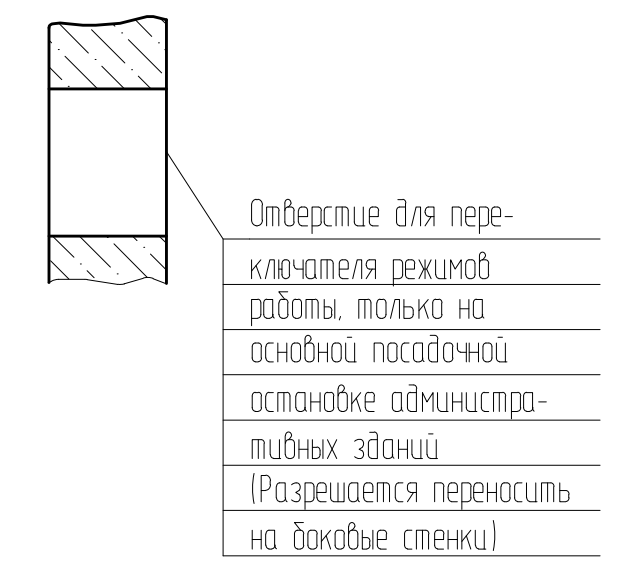 Отверстие для пере-
ключателя режимов
работы, только на
основной посадочной
остановке администра-
тивных зданий
(Разрешается переносить
на боковые стенки)